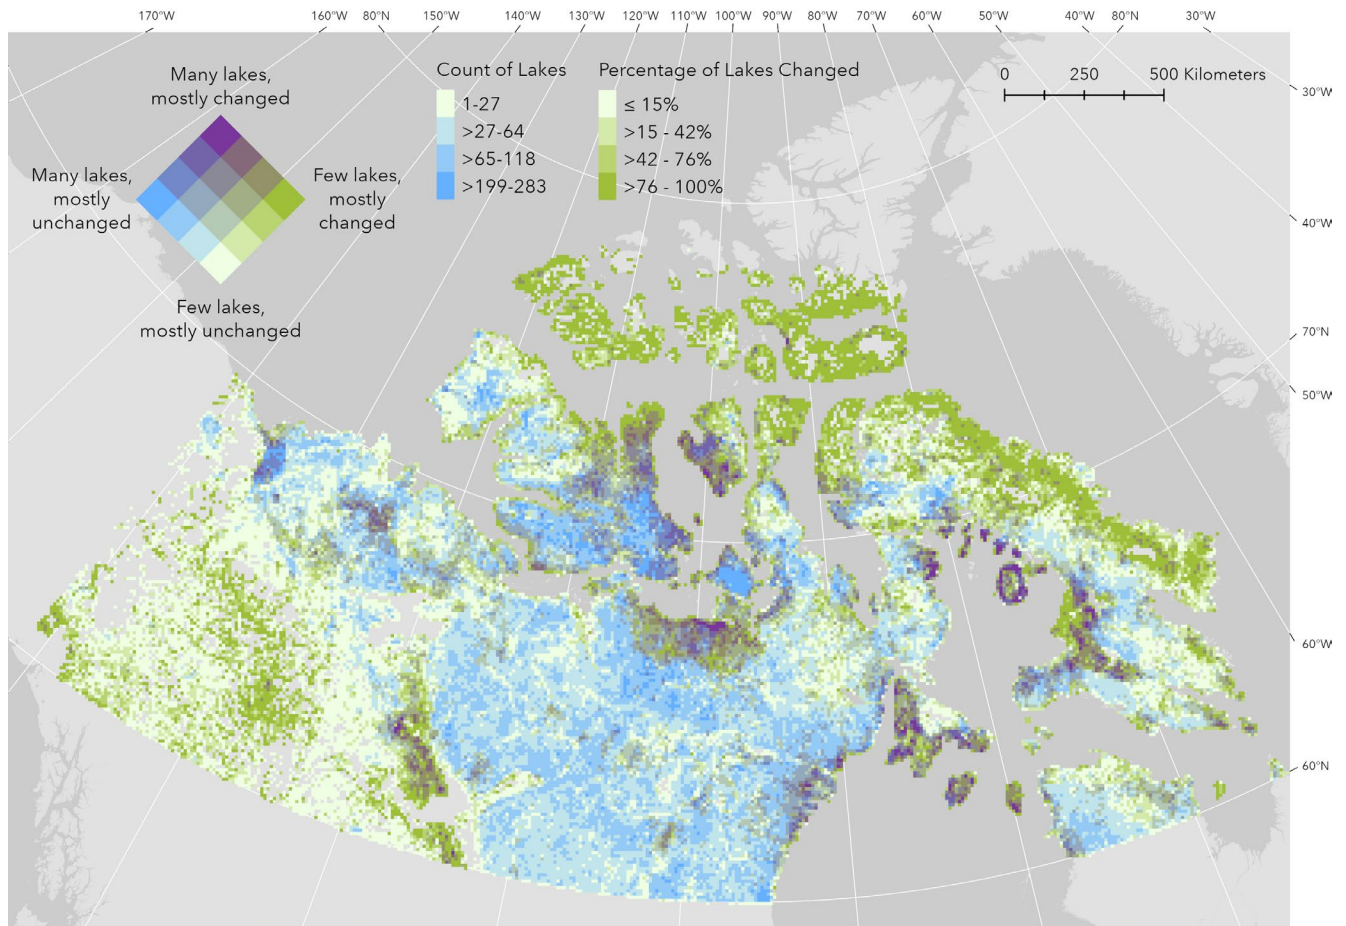 170°W 160°W 80°N 150°W 140°W 130°W 120°W 110°W 100°W 90°W 80°W 70°W 60°W 50°W 40°W 80°N 30°W
Many lakes,
mostly changed
Many lakes,
mostly
unchanged
Few lakes,
mostly
changed
Few lakes,
mostly unchanged
Count of Lakes
1-27
>27-64
>65-118
>199-283
Percentage of Lakes Changed
≤ 15%
>15 - 42%
>42 - 76%
>76 - 100%
0 250 500 Kilometers
30°W
40°W
70°N
50°W
60°W
60°N